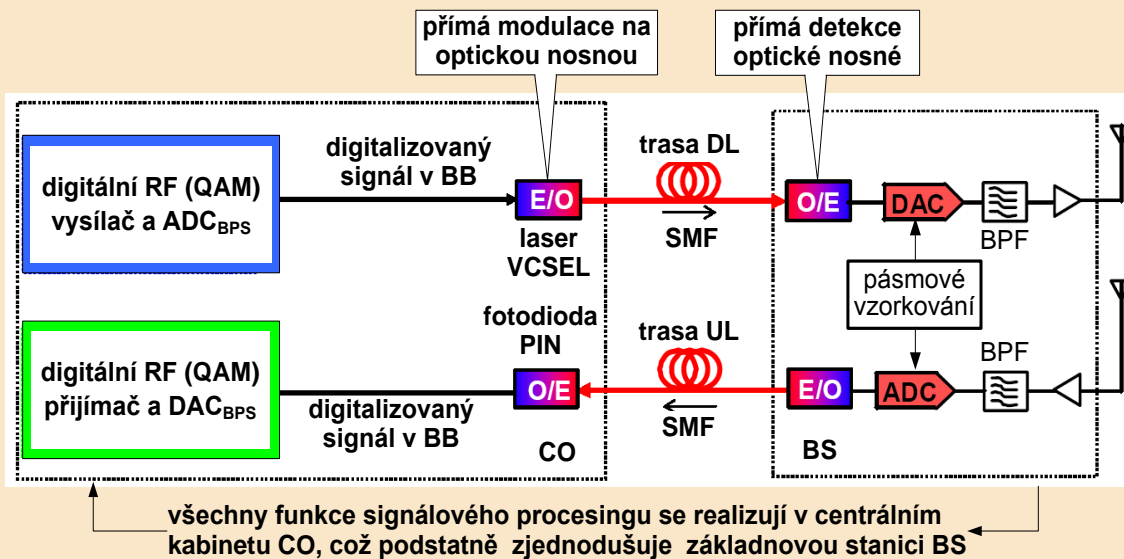 přímá modulace na
optickou nosnou
přímá detekce
optické nosné
digitální RF (QAM)
vysílač a ADCBPS
digitalizovaný
signál v BB
E/O
laser
VCSEL
trasa DL
SMF
O/E
DAC
BPF
pásmové
vzorkování
digitální RF (QAM)
přijímač a DACBPS
digitalizovaný
signál v BB
fotodioda
PIN
O/E
CO
trasa UL
SMF
E/O
BS
ADC
BPF
všechny funkce signálového procesingu se realizují v centrálním
kabinetu CO, což podstatně zjednodušuje základnovou stanici BS